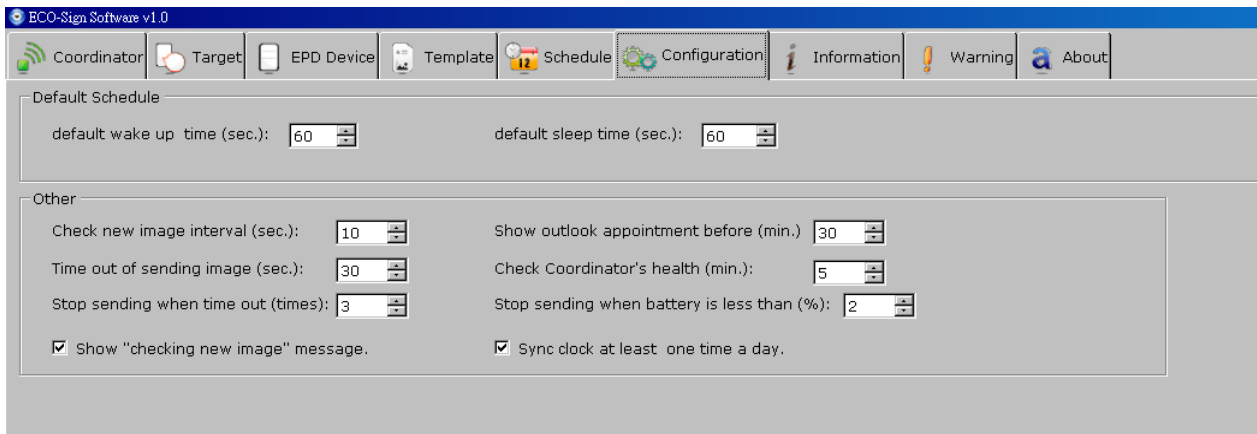 ECO-Sign Software v1.0
Coordinator Target EPD Device Template Schedule Configuration Information Warning About
Default Schedule
default wake up time (sec.): 60 default sleep time (sec.): 60
Other
Check new image interval (sec.): 10 Show outlook appointment before (min.) 30
Time out of sending image (sec.): 30 Check Coordinator's health (min.): 5
Stop sending when time out (times): 3 Stop sending when battery is less than (%): 2
Show "checking new image" message. Sync clock at least one time a day.